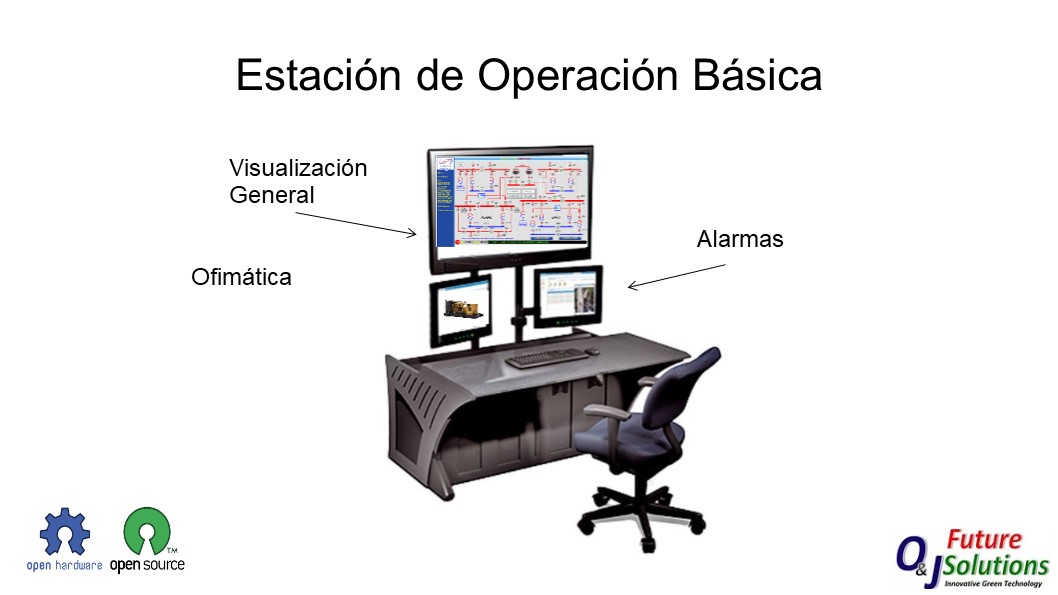 Estación de Operación Básica
Visualización
General
Alarmas
Ofimática
open hardware
open source™
O&J Future
Solutions
Innovative Green Technology